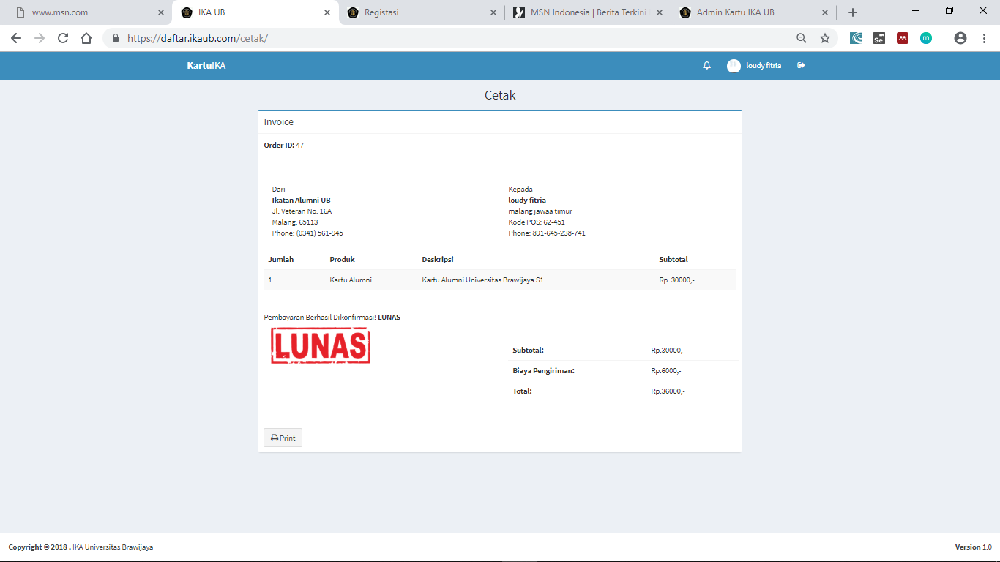 www.msn.com
IKA UB
Registasi
MSN Indonesia | Berita Terkini
Admin Kartu IKA UB
https://daftar.ikaub.com/cetak/
Se
m
KartuIKA
loudy fitria
Cetak
Invoice
Order ID: 47
Dari
Ikatan Alumni UB
Jl. Veteran No. 16A
Malang, 65113
Phone: (0341) 561-945
Kepada
loudy fitria
malang jawaa timur
Kode POS: 62-451
Phone: 891-645-238-741
Jumlah Produk Deskripsi Subtotal
1 Kartu Alumni Kartu Alumni Universitas Brawijaya S1 Rp. 30000,-
Pembayaran Berhasil Dikonfirmasi! LUNAS
LUNAS
Subtotal: Rp.30000,-
Biaya Pengiriman: Rp.6000,-
Total: Rp.36000,-
Print
Copyright © 2018 . IKA Universitas Brawijaya
Version 1.0